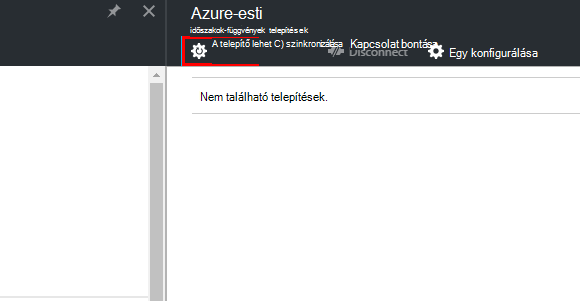 Azure-esti
időszakok-függvények telepítések
A telepítő lehet C) szinkronizálása Kapcsolat bontása
Disconnect Egy konfigurálása
Nem található telepítések.